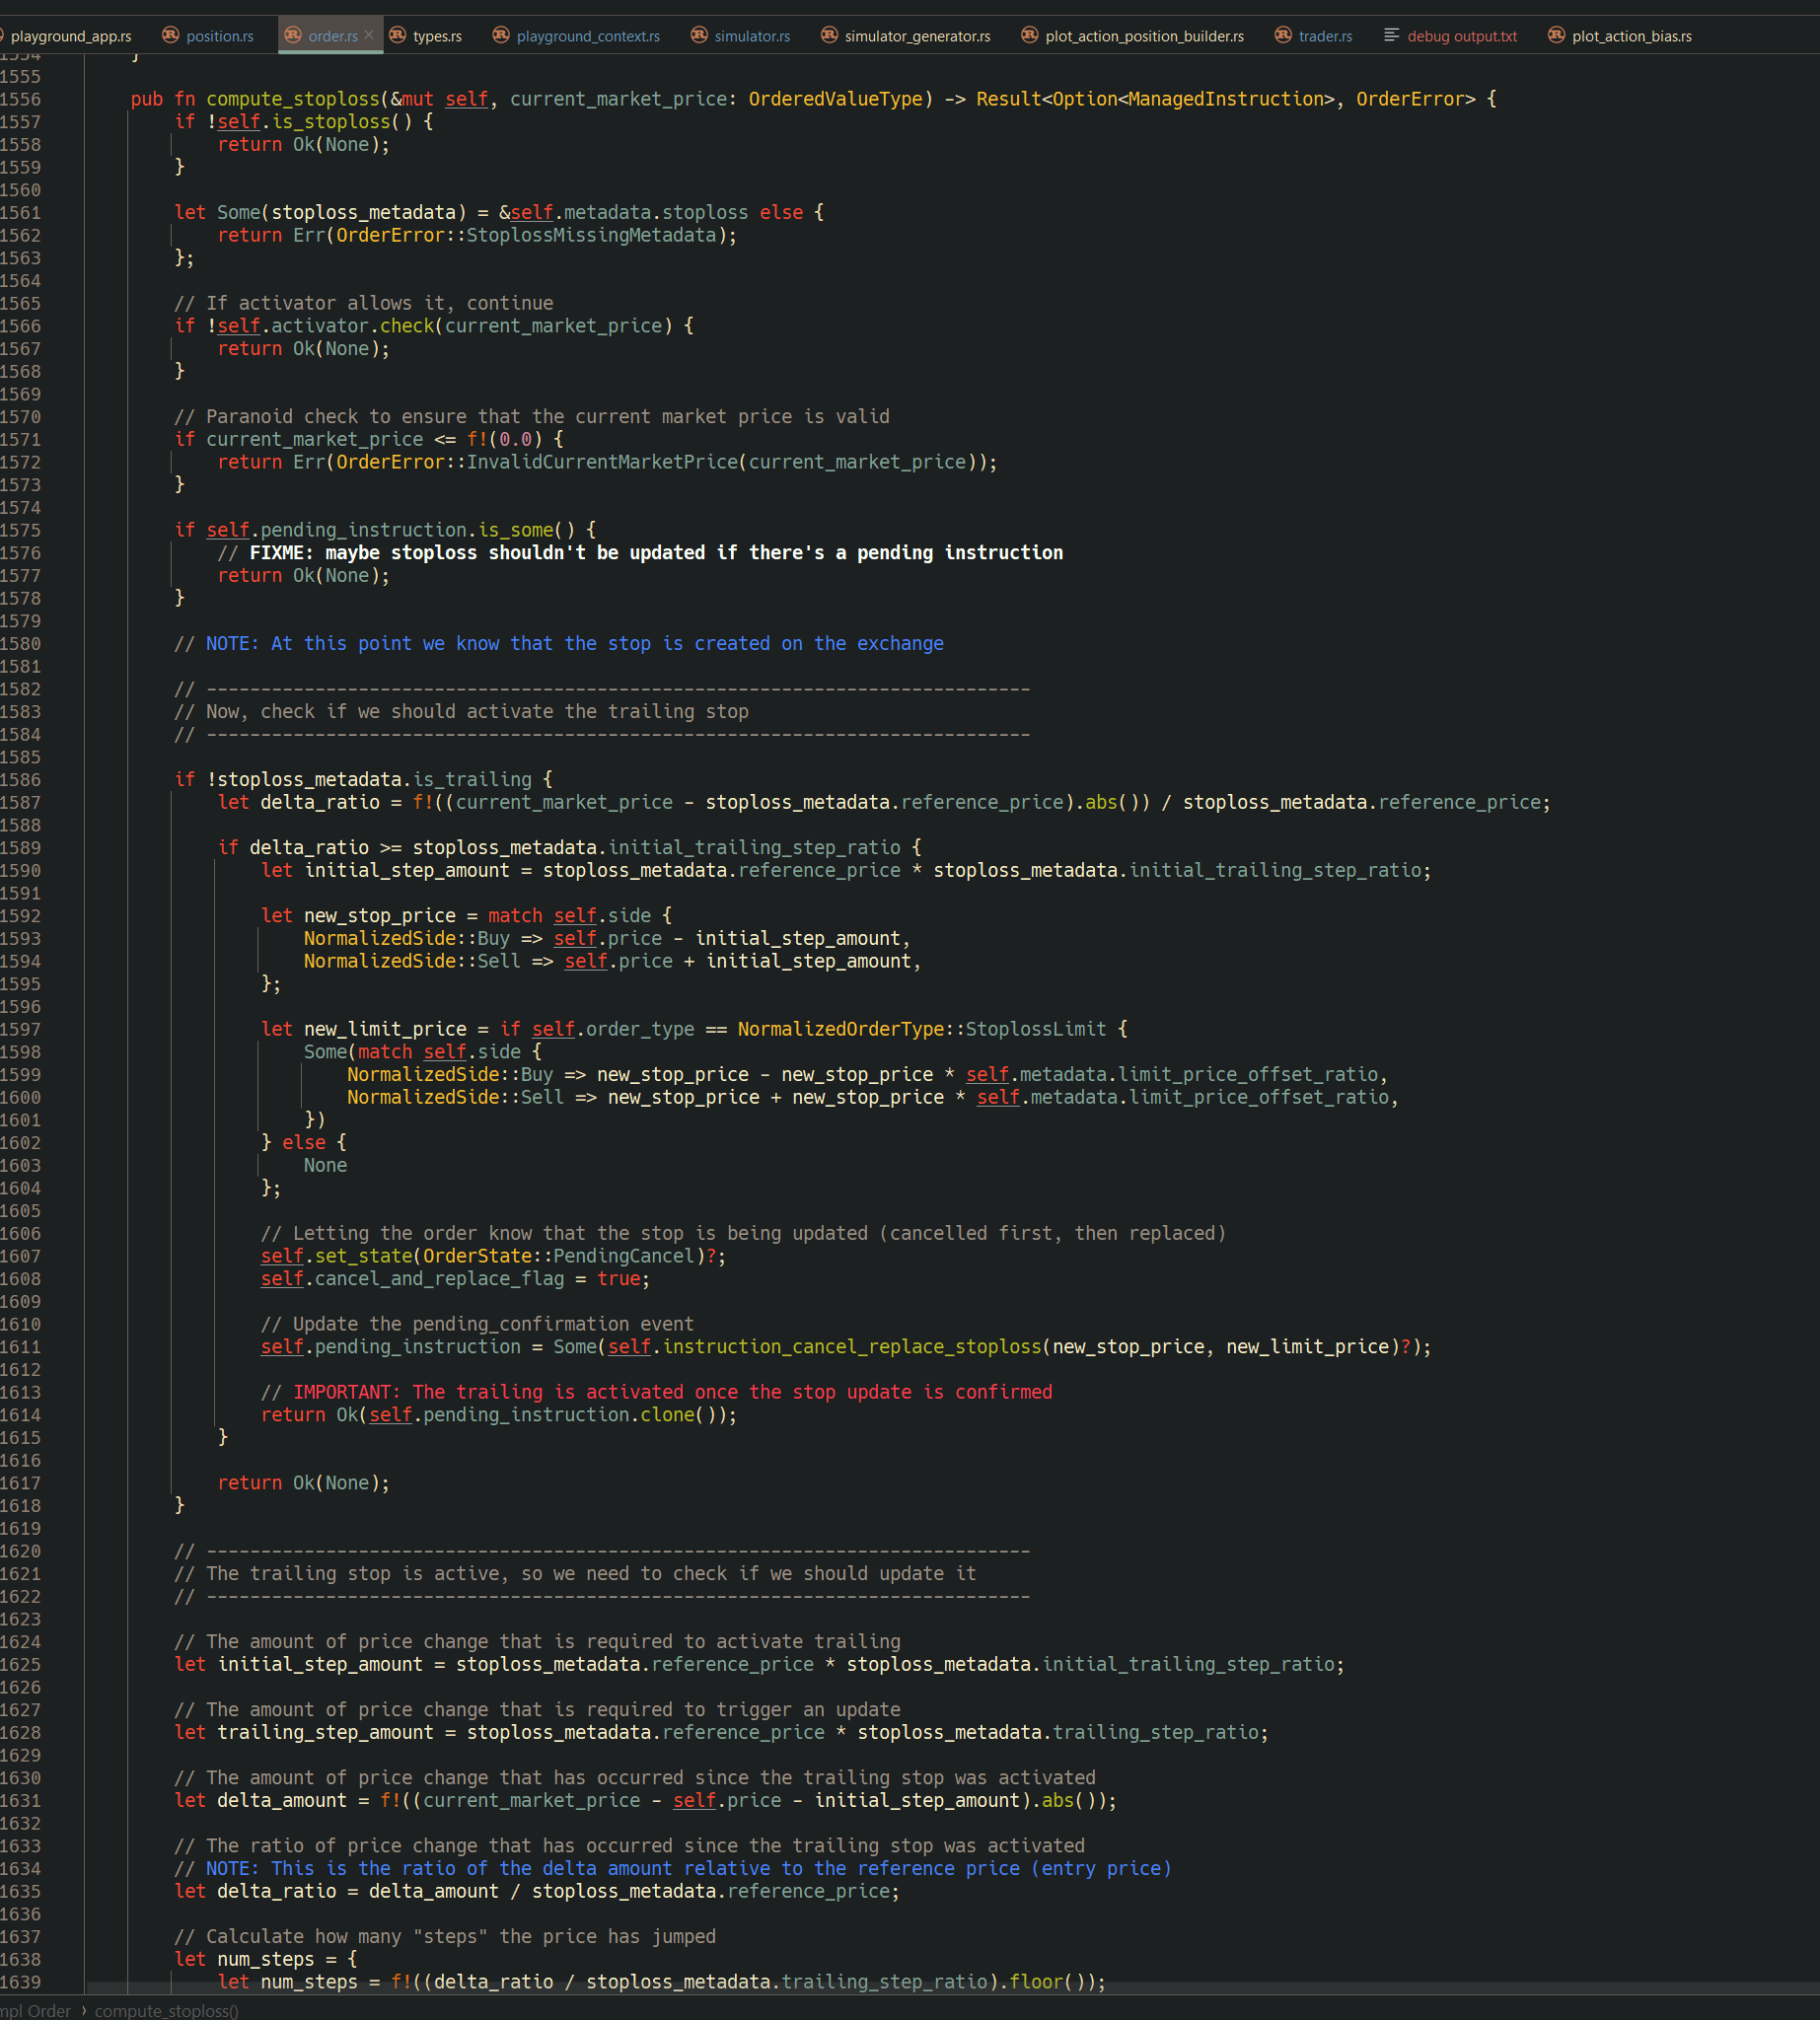 playground_app.rs position.rs order.rs × types.rs playground_context.rs simulator.rs simulator_generator.rs plot_action_position_builder.rs trader.rs debug output.txt plot_action_bias.rs
1554 }
1555
1556 pub fn compute_stoploss(&mut self, current_market_price: OrderedValueType) -> Result<Option<ManagedInstruction>, OrderError> {
1557 if !self.is_stoploss() {
1558 return Ok(None);
1559 }
1560
1561 let Some(stoploss_metadata) = &self.metadata.stoploss else {
1562 return Err(OrderError::StoplossMissingMetadata);
1563 };
1564
1565 // If activator allows it, continue
1566 if !self.activator.check(current_market_price) {
1567 return Ok(None);
1568 }
1569
1570 // Paranoid check to ensure that the current market price is valid
1571 if current_market_price <= f!(0.0) {
1572 return Err(OrderError::InvalidCurrentMarketPrice(current_market_price));
1573 }
1574
1575 if self.pending_instruction.is_some() {
1576 // FIXME: maybe stoploss shouldn't be updated if there's a pending instruction
1577 return Ok(None);
1578 }
1579
1580 // NOTE: At this point we know that the stop is created on the exchange
1581
1582 // ----------------------------------------------------------------------------
1583 // Now, check if we should activate the trailing stop
1584 // ----------------------------------------------------------------------------
1585
1586 if !stoploss_metadata.is_trailing {
1587 let delta_ratio = f!((current_market_price - stoploss_metadata.reference_price).abs()) / stoploss_metadata.reference_price;
1588
1589 if delta_ratio >= stoploss_metadata.initial_trailing_step_ratio {
1590 let initial_step_amount = stoploss_metadata.reference_price * stoploss_metadata.initial_trailing_step_ratio;
1591
1592 let new_stop_price = match self.side {
1593 NormalizedSide::Buy => self.price - initial_step_amount,
1594 NormalizedSide::Sell => self.price + initial_step_amount,
1595 };
1596
1597 let new_limit_price = if self.order_type == NormalizedOrderType::StoplossLimit {
1598 Some(match self.side {
1599 NormalizedSide::Buy => new_stop_price - new_stop_price * self.metadata.limit_price_offset_ratio,
1600 NormalizedSide::Sell => new_stop_price + new_stop_price * self.metadata.limit_price_offset_ratio,
1601 })
1602 } else {
1603 None
1604 };
1605
1606 // Letting the order know that the stop is being updated (cancelled first, then replaced)
1607 self.set_state(OrderState::PendingCancel)?;
1608 self.cancel_and_replace_flag = true;
1609
1610 // Update the pending_confirmation event
1611 self.pending_instruction = Some(self.instruction_cancel_replace_stoploss(new_stop_price, new_limit_price)?);
1612
1613 // IMPORTANT: The trailing is activated once the stop update is confirmed
1614 return Ok(self.pending_instruction.clone());
1615 }
1616
1617 return Ok(None);
1618 }
1619
1620 // ----------------------------------------------------------------------------
1621 // The trailing stop is active, so we need to check if we should update it
1622 // ----------------------------------------------------------------------------
1623
1624 // The amount of price change that is required to activate trailing
1625 let initial_step_amount = stoploss_metadata.reference_price * stoploss_metadata.initial_trailing_step_ratio;
1626
1627 // The amount of price change that is required to trigger an update
1628 let trailing_step_amount = stoploss_metadata.reference_price * stoploss_metadata.trailing_step_ratio;
1629
1630 // The amount of price change that has occurred since the trailing stop was activated
1631 let delta_amount = f!((current_market_price - self.price - initial_step_amount).abs());
1632
1633 // The ratio of price change that has occurred since the trailing stop was activated
1634 // NOTE: This is the ratio of the delta amount relative to the reference price (entry price)
1635 let delta_ratio = delta_amount / stoploss_metadata.reference_price;
1636
1637 // Calculate how many "steps" the price has jumped
1638 let num_steps = {
1639 let num_steps = f!((delta_ratio / stoploss_metadata.trailing_step_ratio).floor());
mpl Order › compute_stoploss()